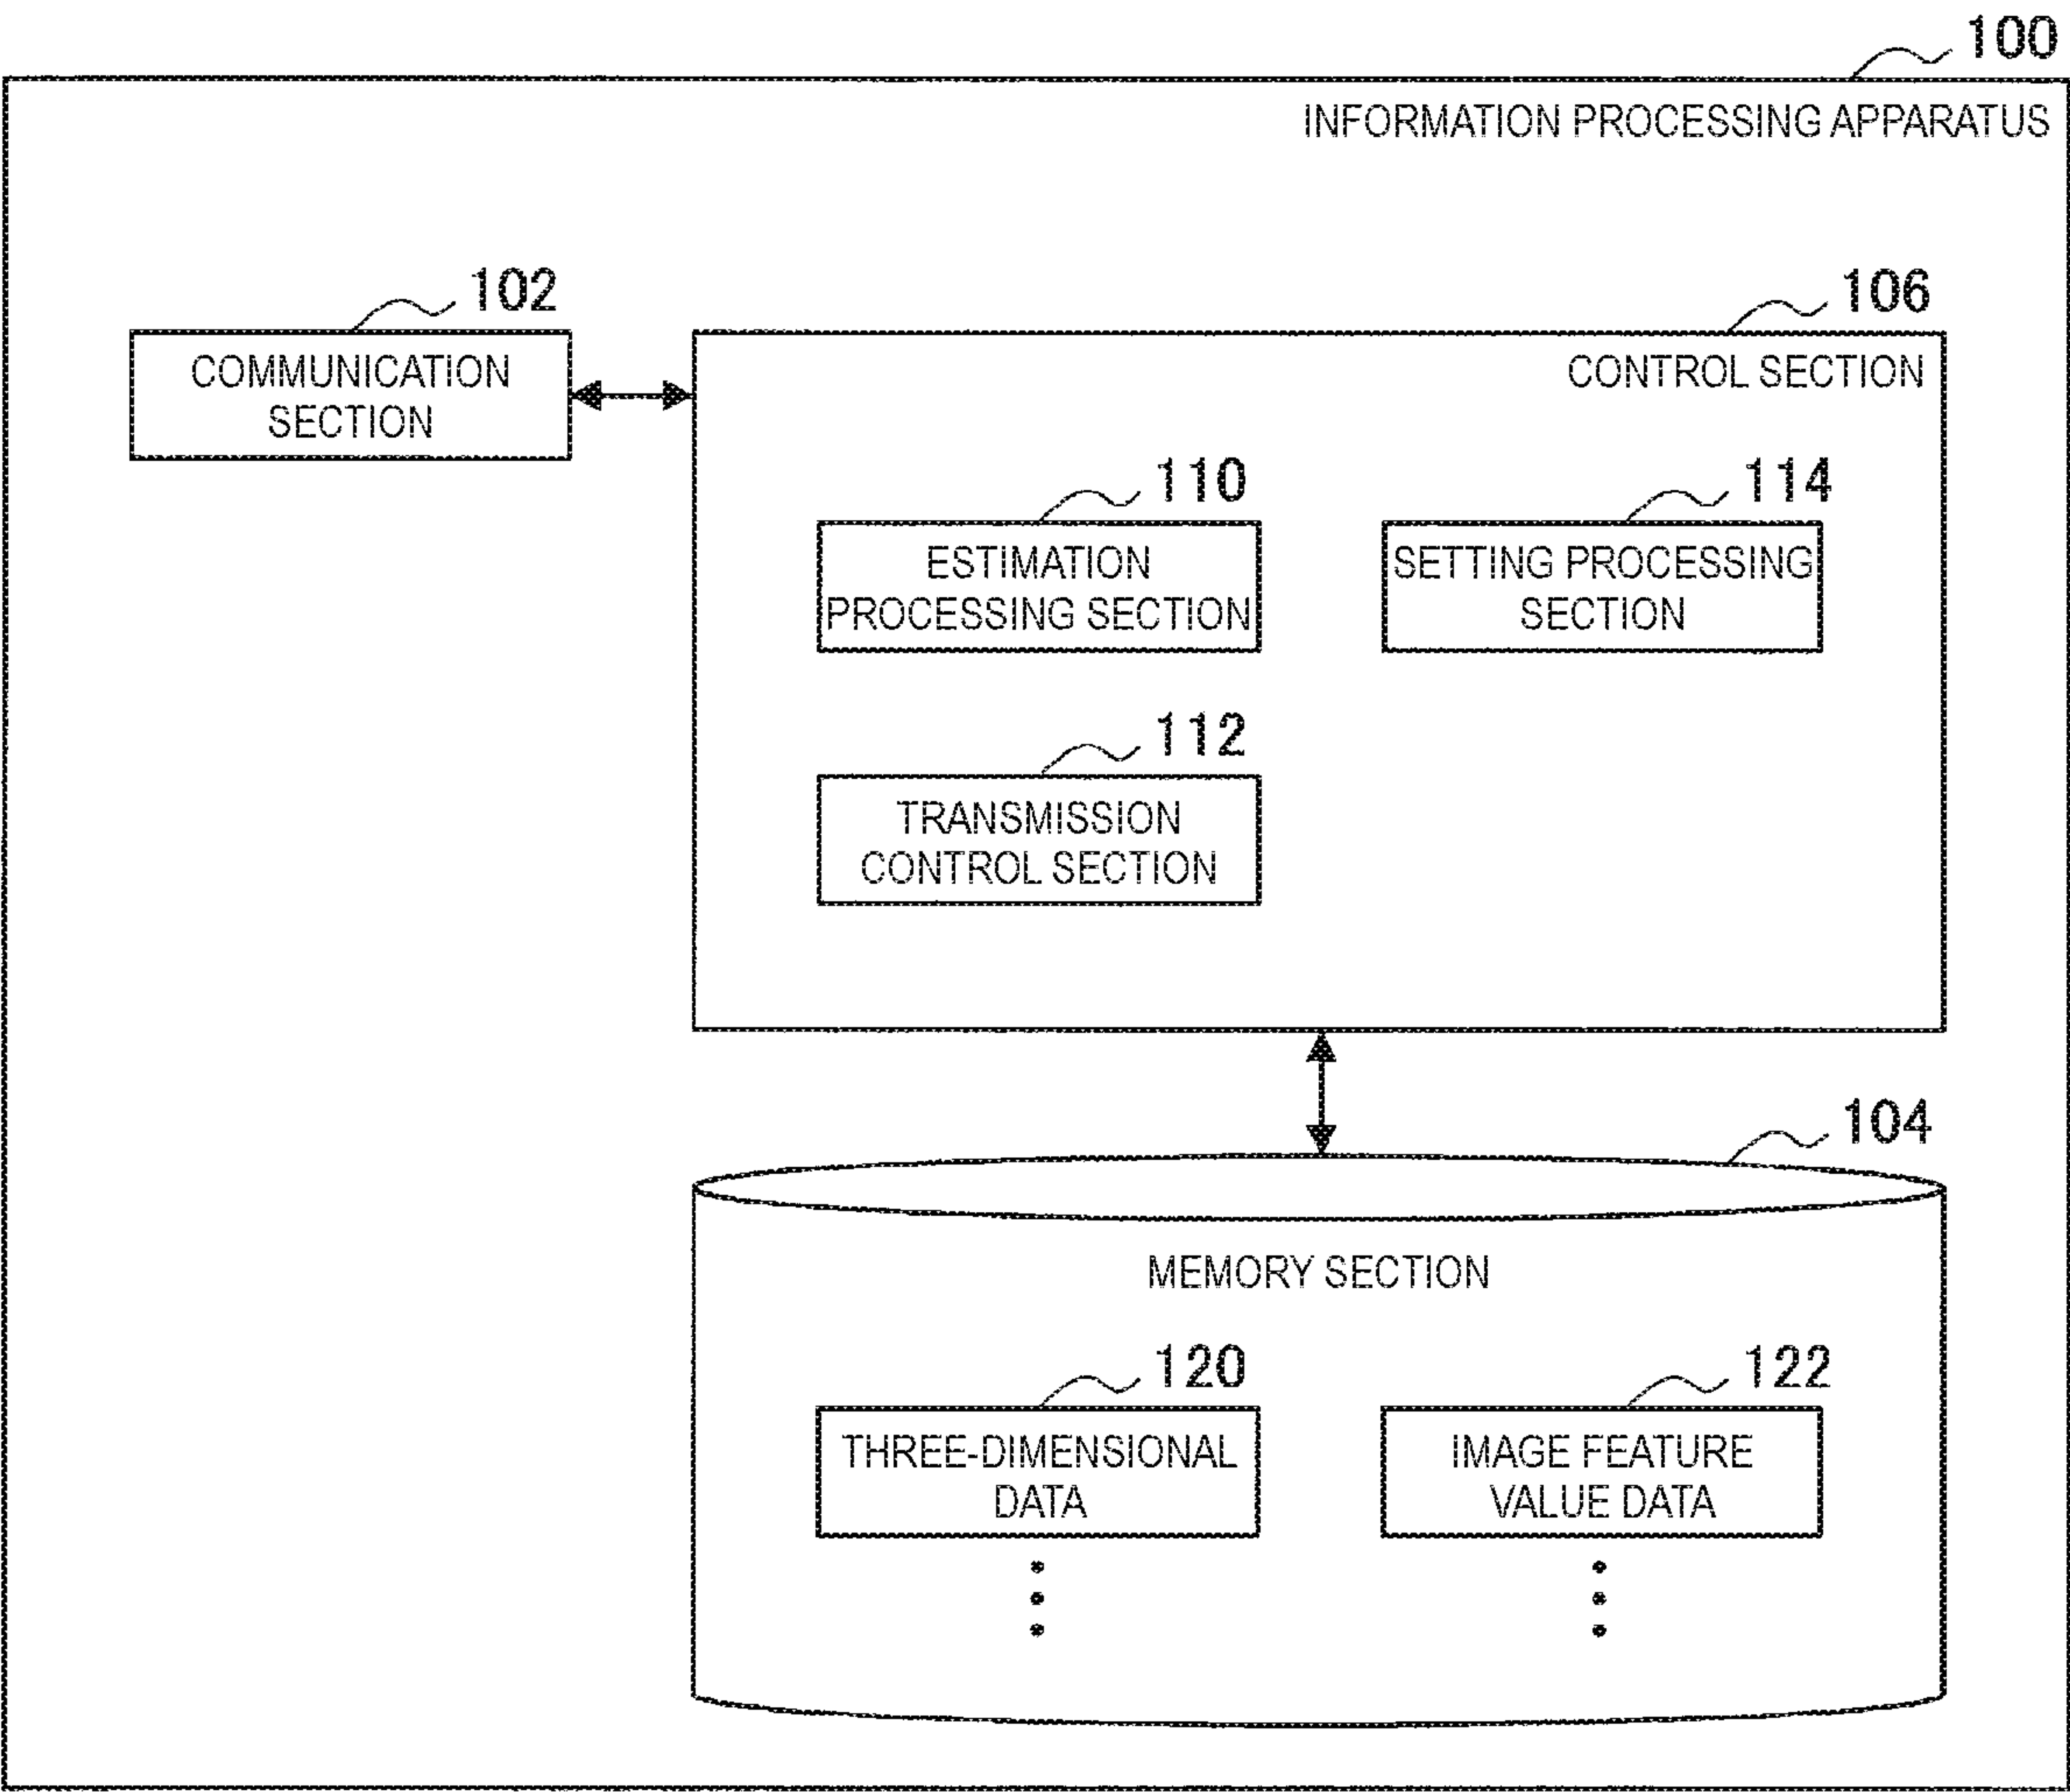 100
INFORMATION PROCESSING APPARATUS
102
COMMUNICATION
SECTION
106
CONTROL SECTION
110
ESTIMATION
PROCESSING SECTION
114
SETTING PROCESSING
SECTION
112
TRANSMISSION
CONTROL SECTION
104
MEMORY SECTION
120
THREE-DIMENSIONAL
DATA
122
IMAGE FEATURE
VALUE DATA